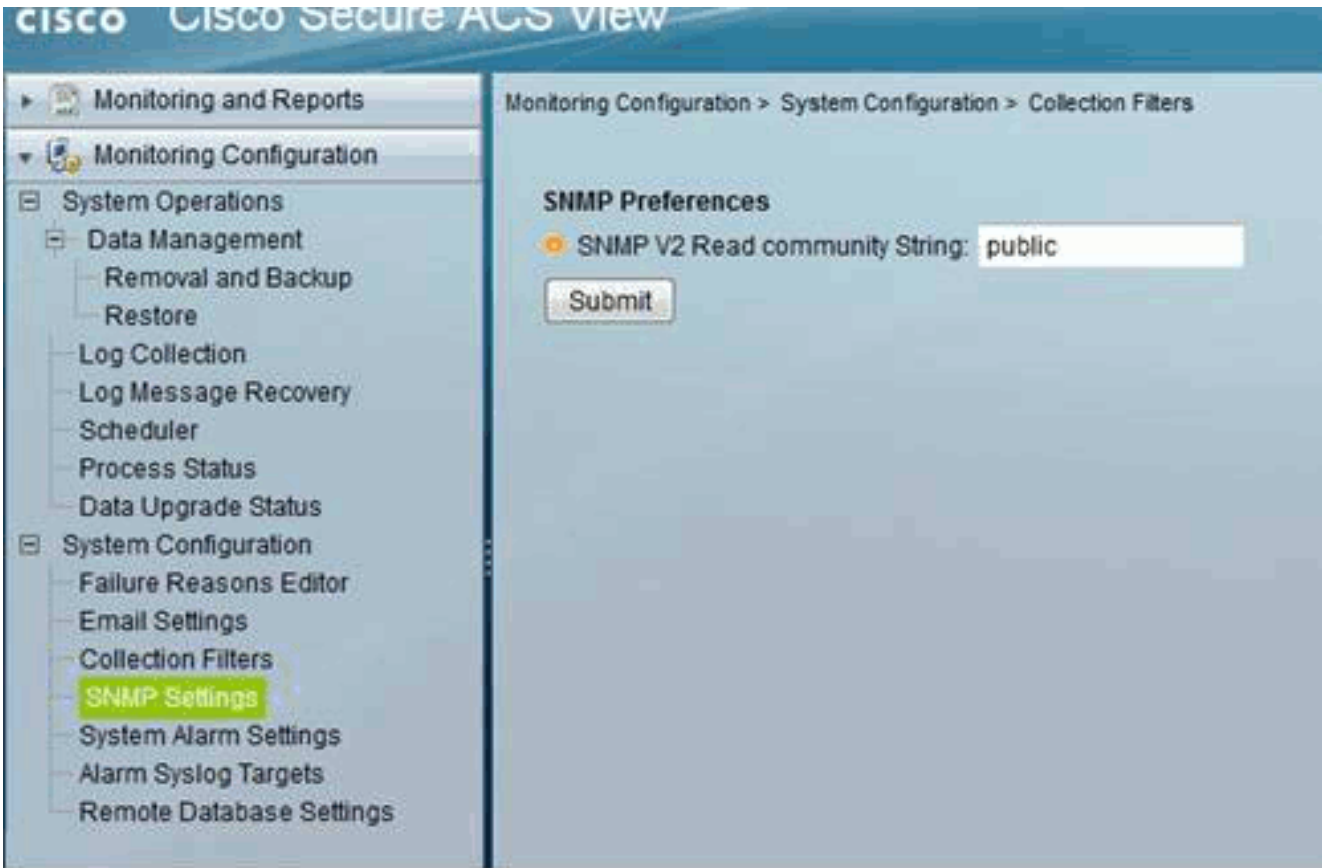 cisco Cisco Secure ACS View
Monitoring and Reports
Monitoring Configuration
System Operations
Data Management
Removal and Backup
Restore
Log Collection
Log Message Recovery
Scheduler
Process Status
Data Upgrade Status
System Configuration
Failure Reasons Editor
Email Settings
Collection Filters
SNMP Settings
System Alarm Settings
Alarm Syslog Targets
Remote Database Settings
Monitoring Configuration > System Configuration > Collection Filters
SNMP Preferences
SNMP V2 Read community String: public
Submit